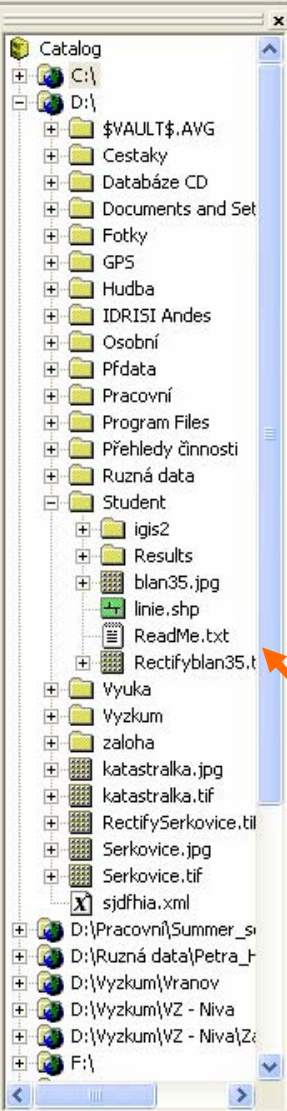 Catalog
C:\
D:\
$VAULT$.AVG
Cestaky
Databáze CD
Documents and Set
Fotky
GPS
Hudba
IDRISI Andes
Osobní
Pfdata
Pracovní
Program Files
Přehledy činnosti
Ruzná data
Student
igis2
Results
blan35.jpg
linie.shp
ReadMe.txt
Rectifyblan35.t
Vyuka
Vyzkum
zaloha
katastralka.jpg
katastralka.tif
RectifySerkovice.tif
Serkovice.jpg
Serkovice.tif
sjdfhia.xml
D:\Pracovní\Summer_s
D:\Ruzná data\Petra_H
D:\Vyzkum\Vranov
D:\Vyzkum\VZ - Niva
D:\Vyzkum\VZ - Niva\Za
F:\